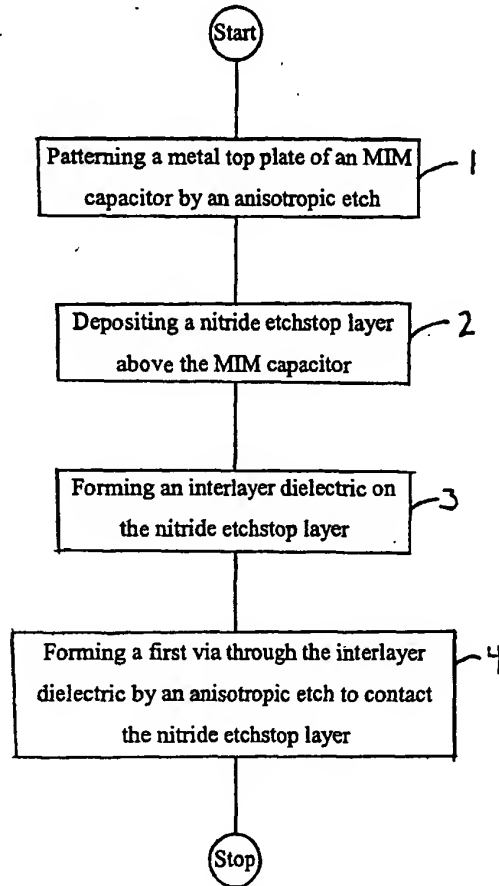 Start
Patterning a metal top plate of an MIM
capacitor by an anisotropic etch
1
Depositing a nitride etchstop layer
above the MIM capacitor
2
Forming an interlayer dielectric on
the nitride etchstop layer
3
Forming a first via through the interlayer
dielectric by an anisotropic etch to contact
the nitride etchstop layer
4
Stop